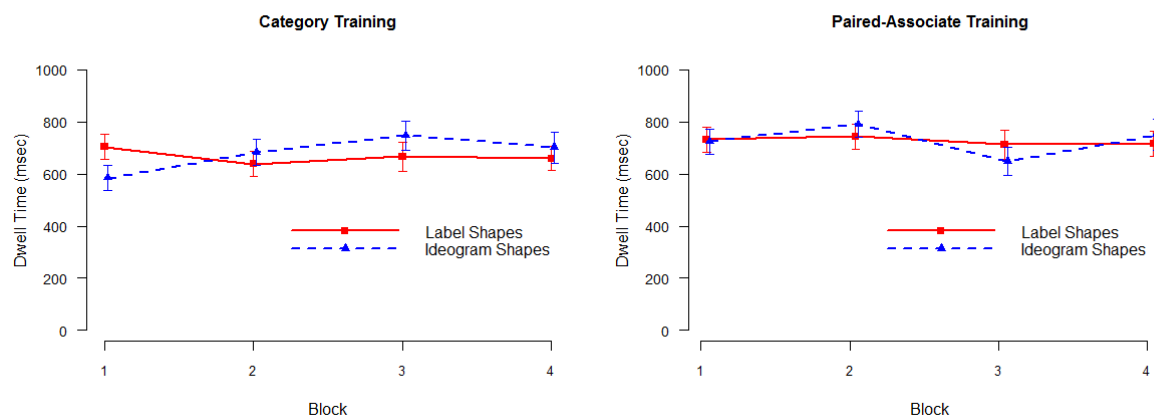 Category Training
Dwell Time (msec)
1000
800
600
400
200
0
Label Shapes
Ideogram Shapes
1 2 3 4
Block
Paired-Associate Training
Dwell Time (msec)
1000
800
600
400
200
0
Label Shapes
Ideogram Shapes
1 2 3 4
Block